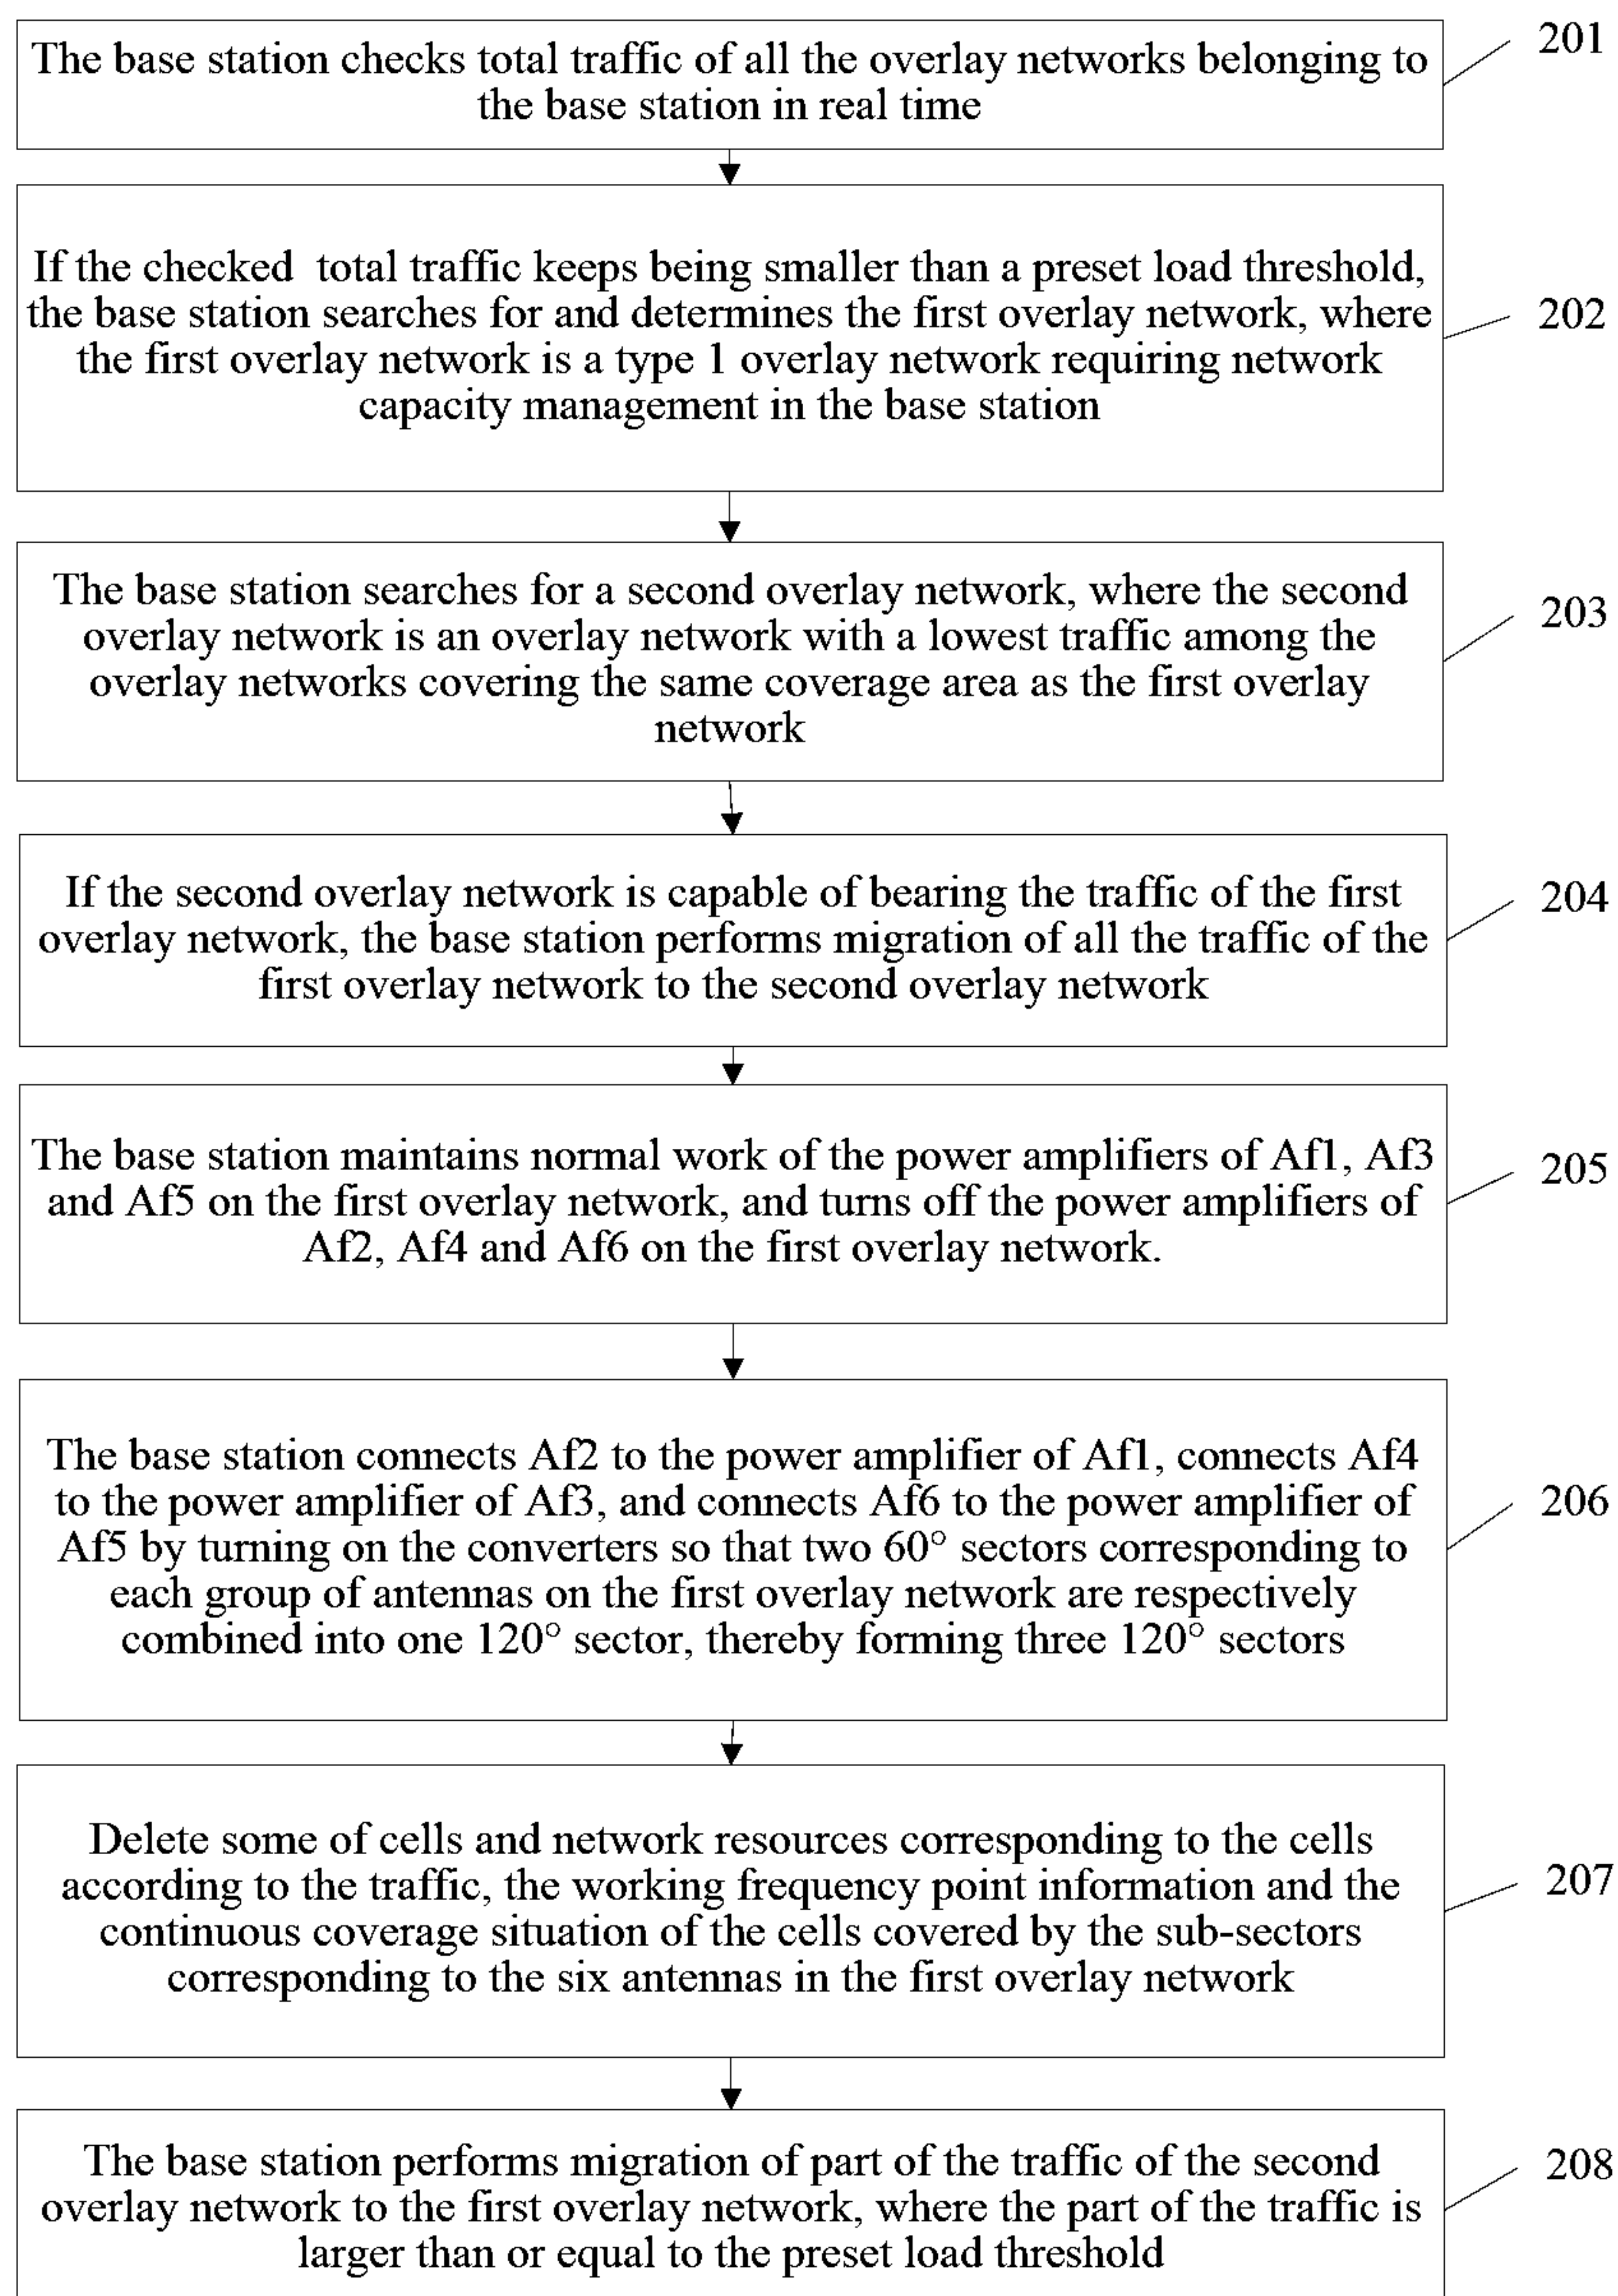 The base station checks total traffic of all the overlay networks belonging to
the base station in real time
201
If the checked total traffic keeps being smaller than a preset load threshold,
the base station searches for and determines the first overlay network, where
the first overlay network is a type 1 overlay network requiring network
capacity management in the base station
202
The base station searches for a second overlay network, where the second
overlay network is an overlay network with a lowest traffic among the
overlay networks covering the same coverage area as the first overlay
network
203
If the second overlay network is capable of bearing the traffic of the first
overlay network, the base station performs migration of all the traffic of the
first overlay network to the second overlay network
204
The base station maintains normal work of the power amplifiers of Af1, Af3
and Af5 on the first overlay network, and turns off the power amplifiers of
Af2, Af4 and Af6 on the first overlay network.
205
The base station connects Af2 to the power amplifier of Af1, connects Af4
to the power amplifier of Af3, and connects Af6 to the power amplifier of
Af5 by turning on the converters so that two 60° sectors corresponding to
each group of antennas on the first overlay network are respectively
combined into one 120° sector, thereby forming three 120° sectors
206
Delete some of cells and network resources corresponding to the cells
according to the traffic, the working frequency point information and the
continuous coverage situation of the cells covered by the sub-sectors
corresponding to the six antennas in the first overlay network
207
The base station performs migration of part of the traffic of the second
overlay network to the first overlay network, where the part of the traffic is
larger than or equal to the preset load threshold
208